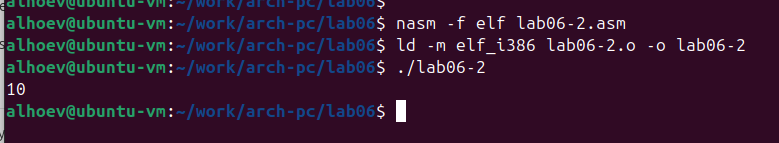 alhoev@ubuntu-vm:~/work/arch-pc/lab06$
alhoev@ubuntu-vm:~/work/arch-pc/lab06$ nasm -f elf lab06-2.asm
alhoev@ubuntu-vm:~/work/arch-pc/lab06$ ld -m elf_i386 lab06-2.o -o lab06-2
alhoev@ubuntu-vm:~/work/arch-pc/lab06$ ./lab06-2
10
alhoev@ubuntu-vm:~/work/arch-pc/lab06$